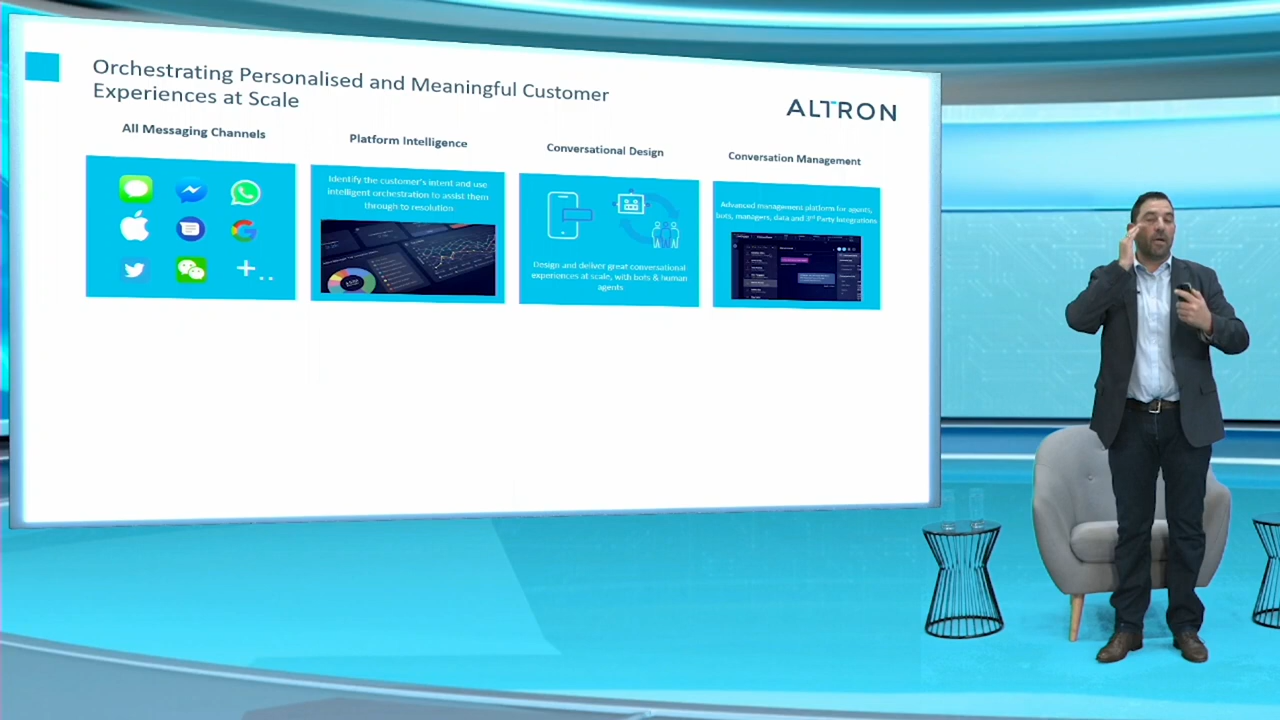 Orchestrating Personalised and Meaningful Customer
Experiences at Scale
ALTRON
All Messaging Channels
Platform Intelligence
Identify the customer's intent and use
intelligent orchestration to assist them
through to resolution
Conversational Design
Design and deliver great conversational
experiences at scale, with bots & human
agents
Conversation Management
Advanced management platform for agents,
bots, managers, data and 3rd Party Integrations